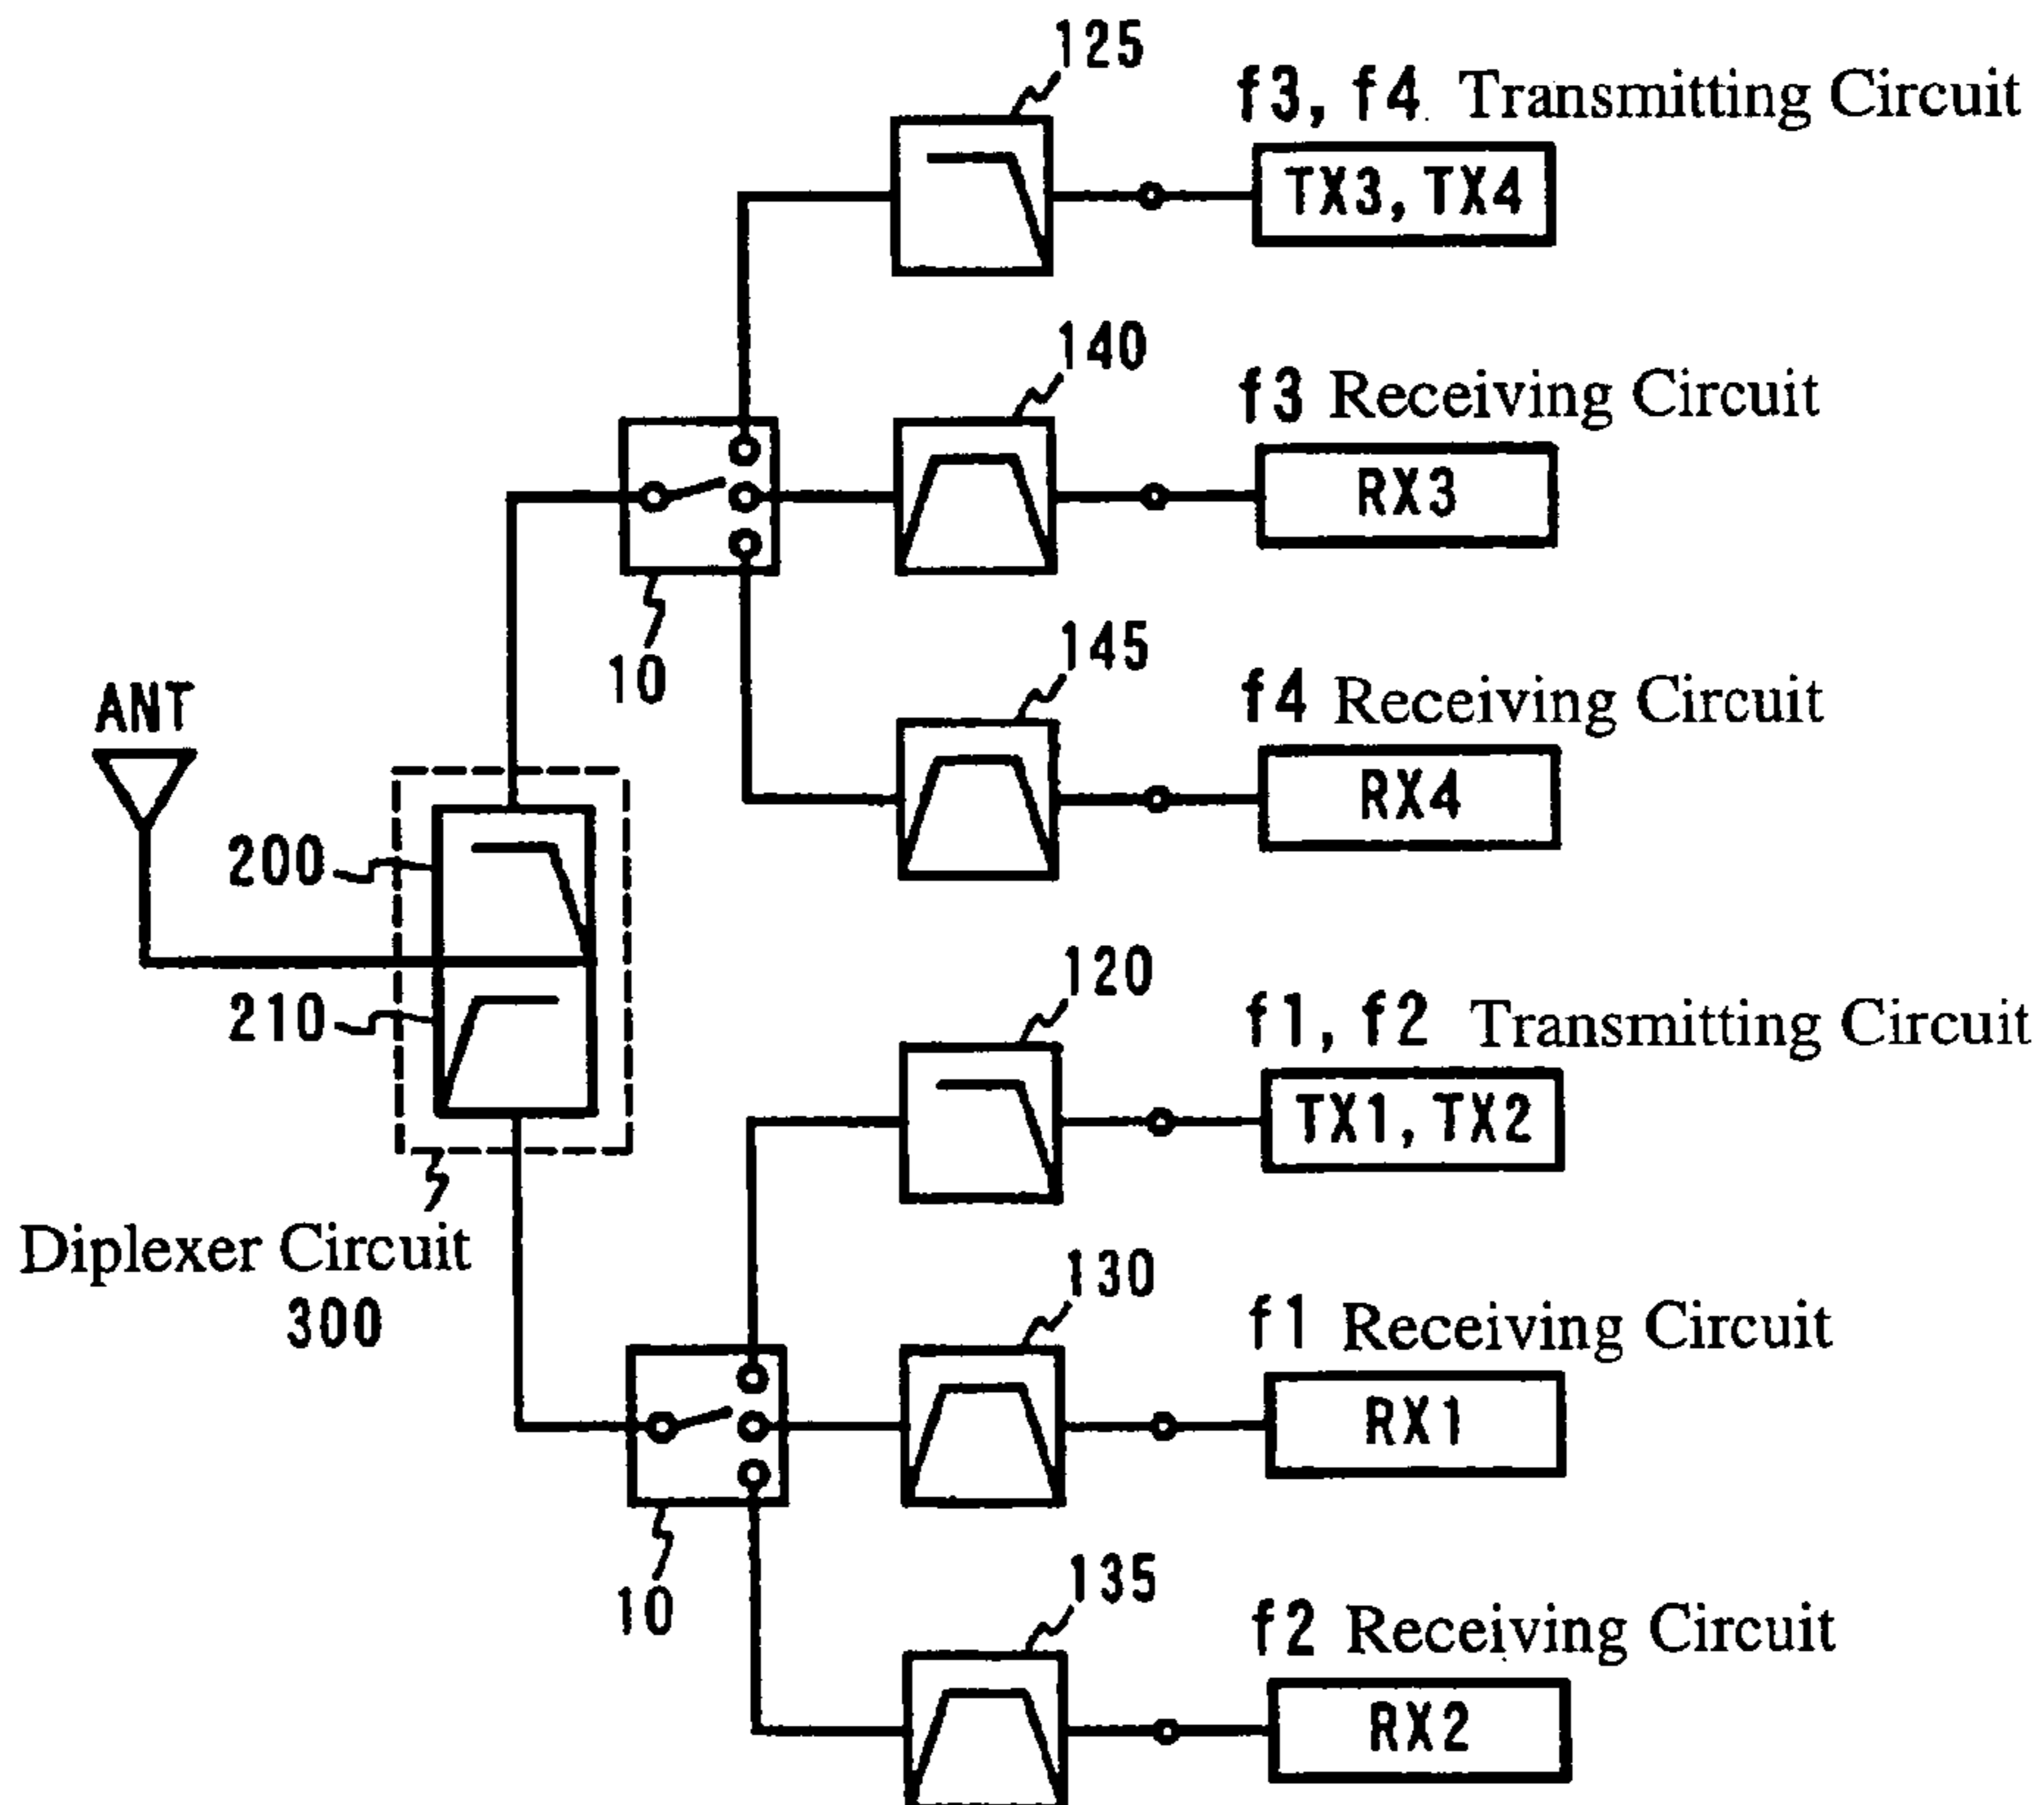 125
f3, f4 Transmitting Circuit
TX3, TX4
140
f3 Receiving Circuit
RX3
10
145
f4 Receiving Circuit
RX4
ANT
200
210
Diplexer Circuit
300
120
f1, f2 Transmitting Circuit
TX1, TX2
130
f1 Receiving Circuit
RX1
10
135
f2 Receiving Circuit
RX2